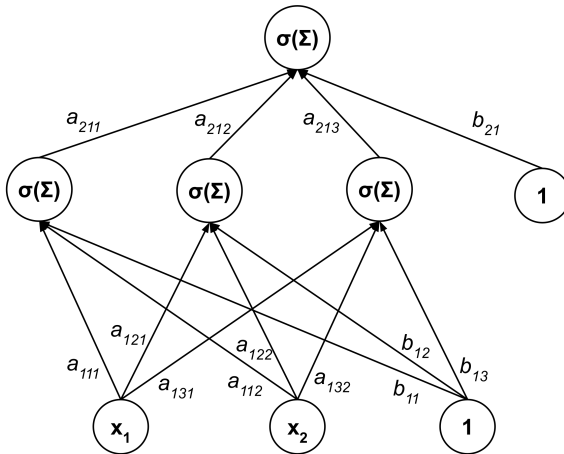 σ(Σ)
a₂₁₁ a₂₁₂ a₂₁₃ b₂₁
σ(Σ) σ(Σ) σ(Σ) 1
a₁₁₁ a₁₂₁ a₁₃₁ a₁₁₂ a₁₂₂ a₁₃₂ b₁₁ b₁₂ b₁₃
x₁ x₂ 1